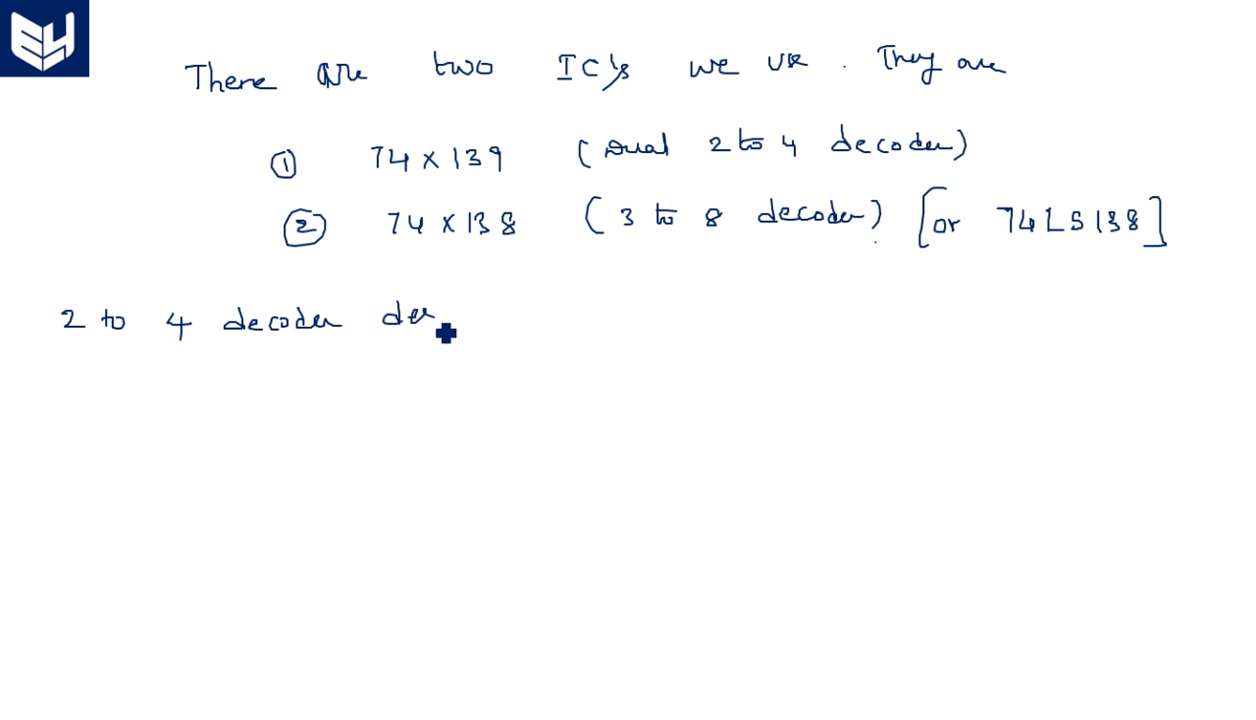 There are two IC's we use. They are
① 74 x 139 (Dual 2 to 4 decoder)
② 74 x 138 (3 to 8 decoder) [or 74LS138]
2 to 4 decoder des